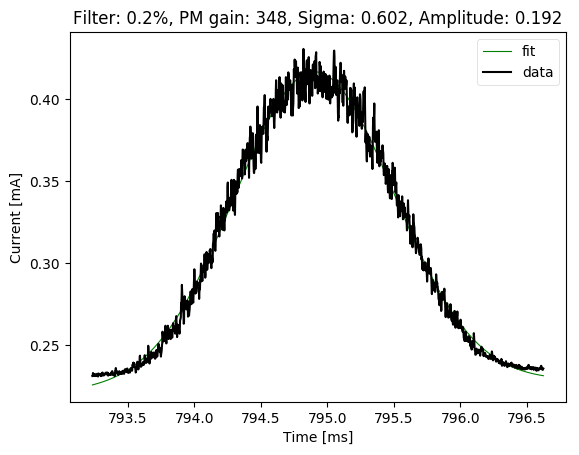 Filter: 0.2%, PM gain: 348, Sigma: 0.602, Amplitude: 0.192
fit
data
0.40
0.35
0.30
0.25
Current [mA]
793.5 794.0 794.5 795.0 795.5 796.0 796.5
Time [ms]